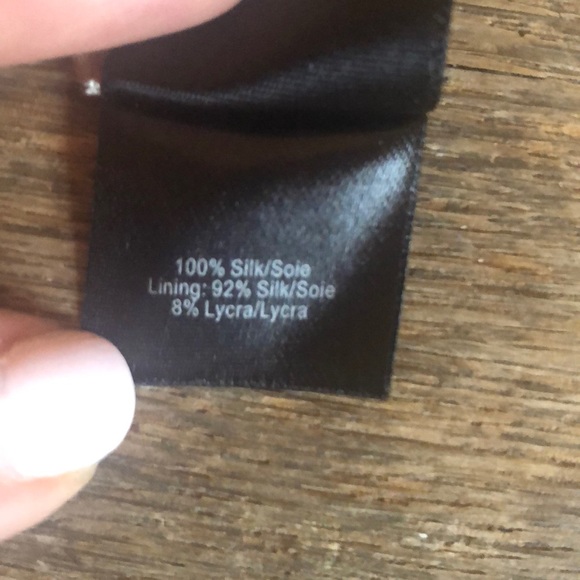 100% Silk/Soie
Lining: 92% Silk/Soie
8% Lycra/Lycra